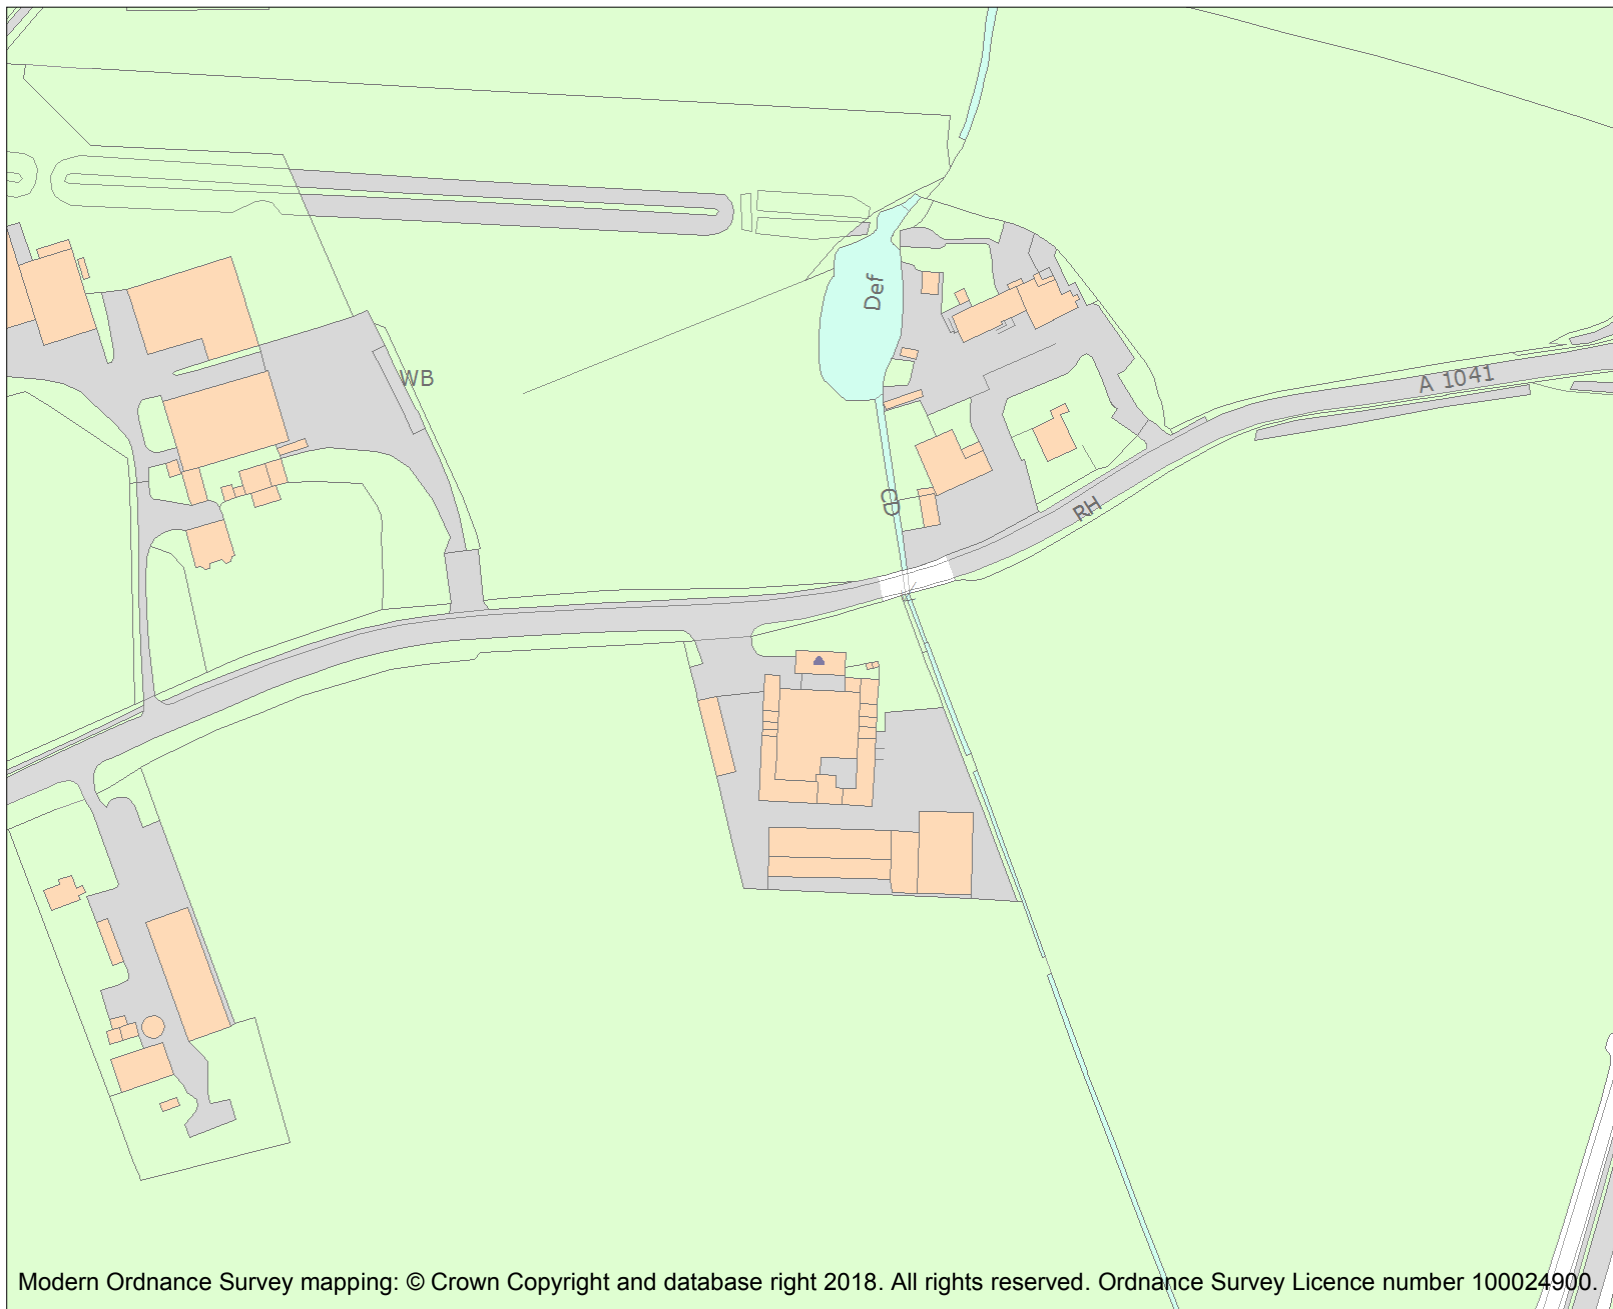 Def
WB
A 1041
CD
RH
Modern Ordnance Survey mapping: © Crown Copyright and database right 2018. All rights reserved. Ordnance Survey Licence number 100024900.